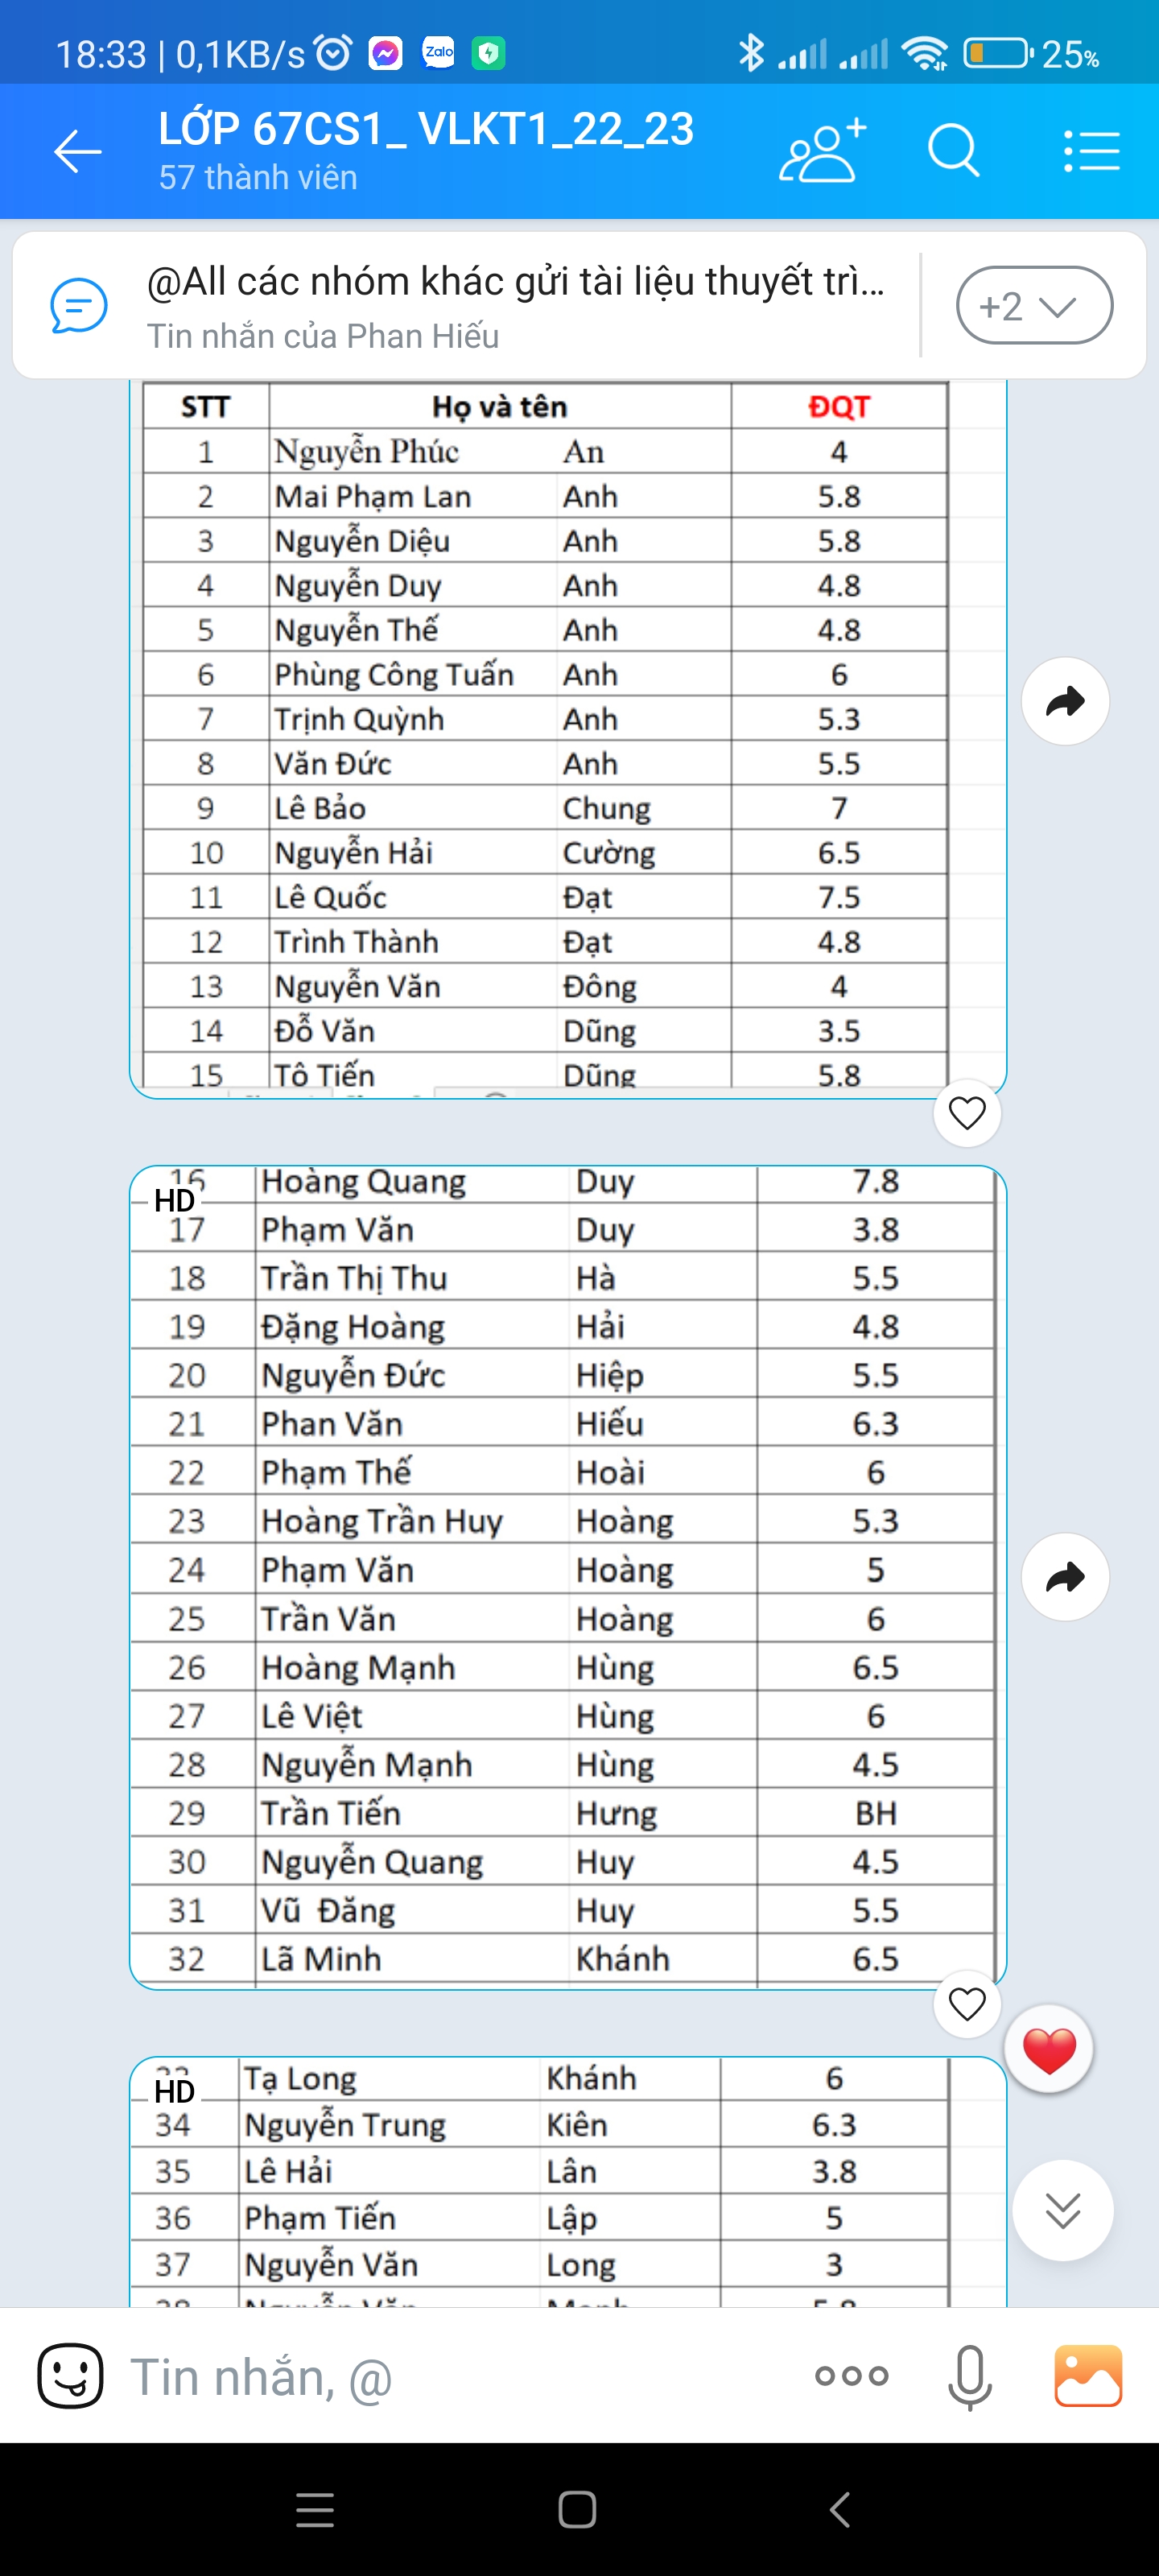 18:33 | 0,1KB/s Zalo 25%
LỚP 67CS1_ VLKT1_22_23
57 thành viên
@All các nhóm khác gửi tài liệu thuyết trì...
Tin nhắn của Phan Hiếu
+2
STT Họ và tên ĐQT
1 Nguyễn Phúc An 4
2 Mai Phạm Lan Anh 5.8
3 Nguyễn Diệu Anh 5.8
4 Nguyễn Duy Anh 4.8
5 Nguyễn Thế Anh 4.8
6 Phùng Công Tuấn Anh 6
7 Trịnh Quỳnh Anh 5.3
8 Văn Đức Anh 5.5
9 Lê Bảo Chung 7
10 Nguyễn Hải Cường 6.5
11 Lê Quốc Đạt 7.5
12 Trình Thành Đạt 4.8
13 Nguyễn Văn Đông 4
14 Đỗ Văn Dũng 3.5
15 Tô Tiến Dũng 5.8
16 Hoàng Quang Duy 7.8
HD
17 Phạm Văn Duy 3.8
18 Trần Thị Thu Hà 5.5
19 Đặng Hoàng Hải 4.8
20 Nguyễn Đức Hiệp 5.5
21 Phan Văn Hiếu 6.3
22 Phạm Thế Hoài 6
23 Hoàng Trần Huy Hoàng 5.3
24 Phạm Văn Hoàng 5
25 Trần Văn Hoàng 6
26 Hoàng Mạnh Hùng 6.5
27 Lê Việt Hùng 6
28 Nguyễn Mạnh Hùng 4.5
29 Trần Tiến Hưng BH
30 Nguyễn Quang Huy 4.5
31 Vũ Đăng Huy 5.5
32 Lã Minh Khánh 6.5
Tạ Long Khánh 6
HD
34 Nguyễn Trung Kiên 6.3
35 Lê Hải Lân 3.8
36 Phạm Tiến Lập 5
37 Nguyễn Văn Long 3
Tin nhắn, @